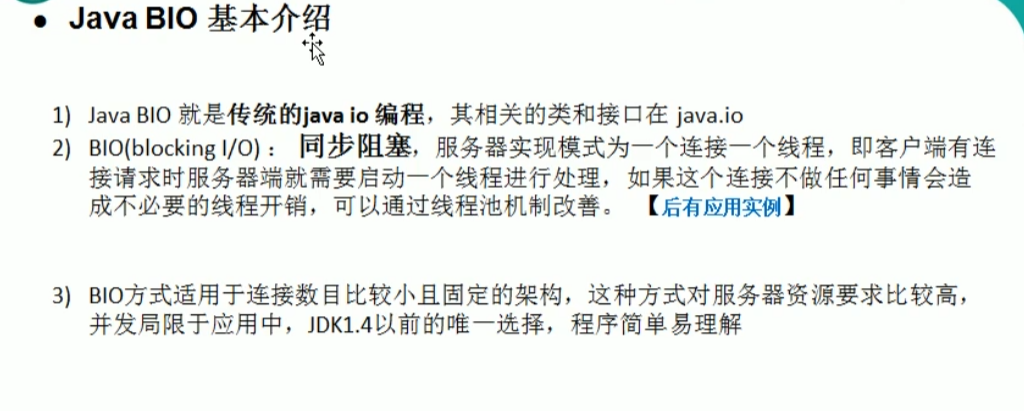 ● Java BIO 基本介绍
1) Java BIO 就是传统的java io 编程，其相关的类和接口在 java.io
2) BIO(blocking I/O)： 同步阻塞，服务器实现模式为一个连接一个线程，即客户端有连
接请求时服务器端就需要启动一个线程进行处理，如果这个连接不做任何事情会造
成不必要的线程开销，可以通过线程池机制改善。 【后有应用实例】
3) BIO方式适用于连接数目比较小且固定的架构，这种方式对服务器资源要求比较高，
并发局限于应用中，JDK1.4以前的唯一选择，程序简单易理解